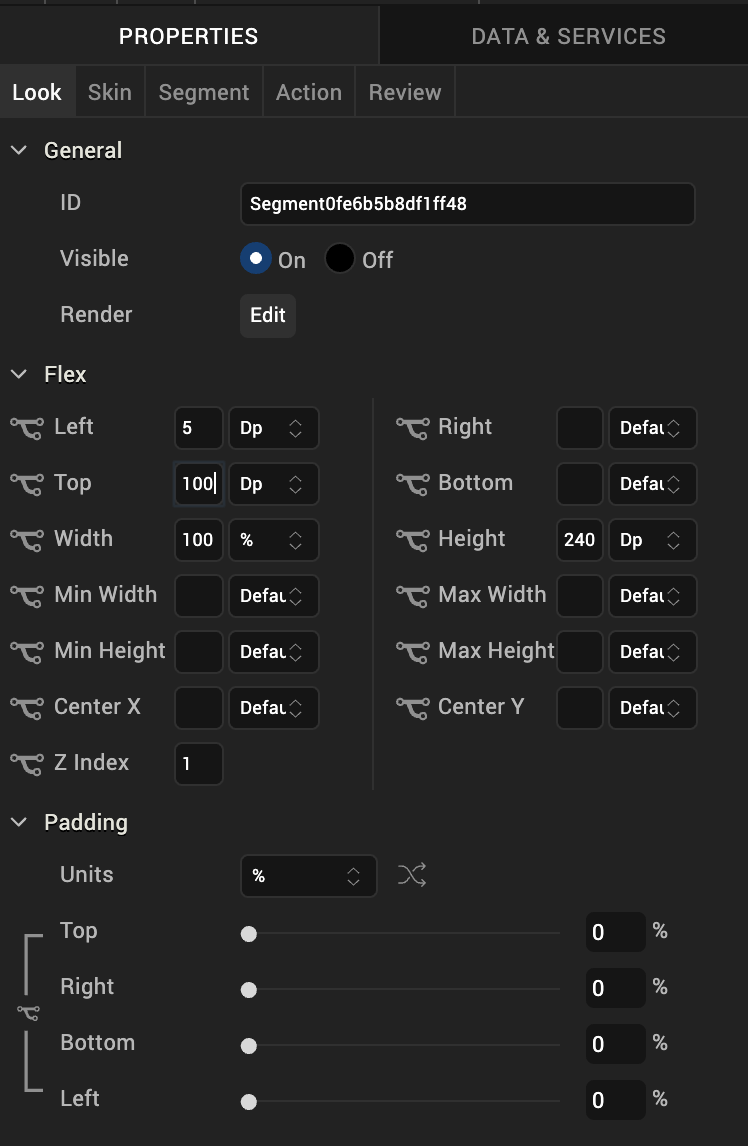 PROPERTIES DATA & SERVICES
Look Skin Segment Action Review
General
ID Segment0fe6b5b8df1ff48
Visible On Off
Render Edit
Flex
Left 5 Dp Right Defau
Top 100 Dp Bottom Defau
Width 100 % Height 240 Dp
Min Width Defau Max Width Defau
Min Height Defau Max Height Defau
Center X Defau Center Y Defau
Z Index 1
Padding
Units %
Top 0 %
Right 0 %
Bottom 0 %
Left 0 %